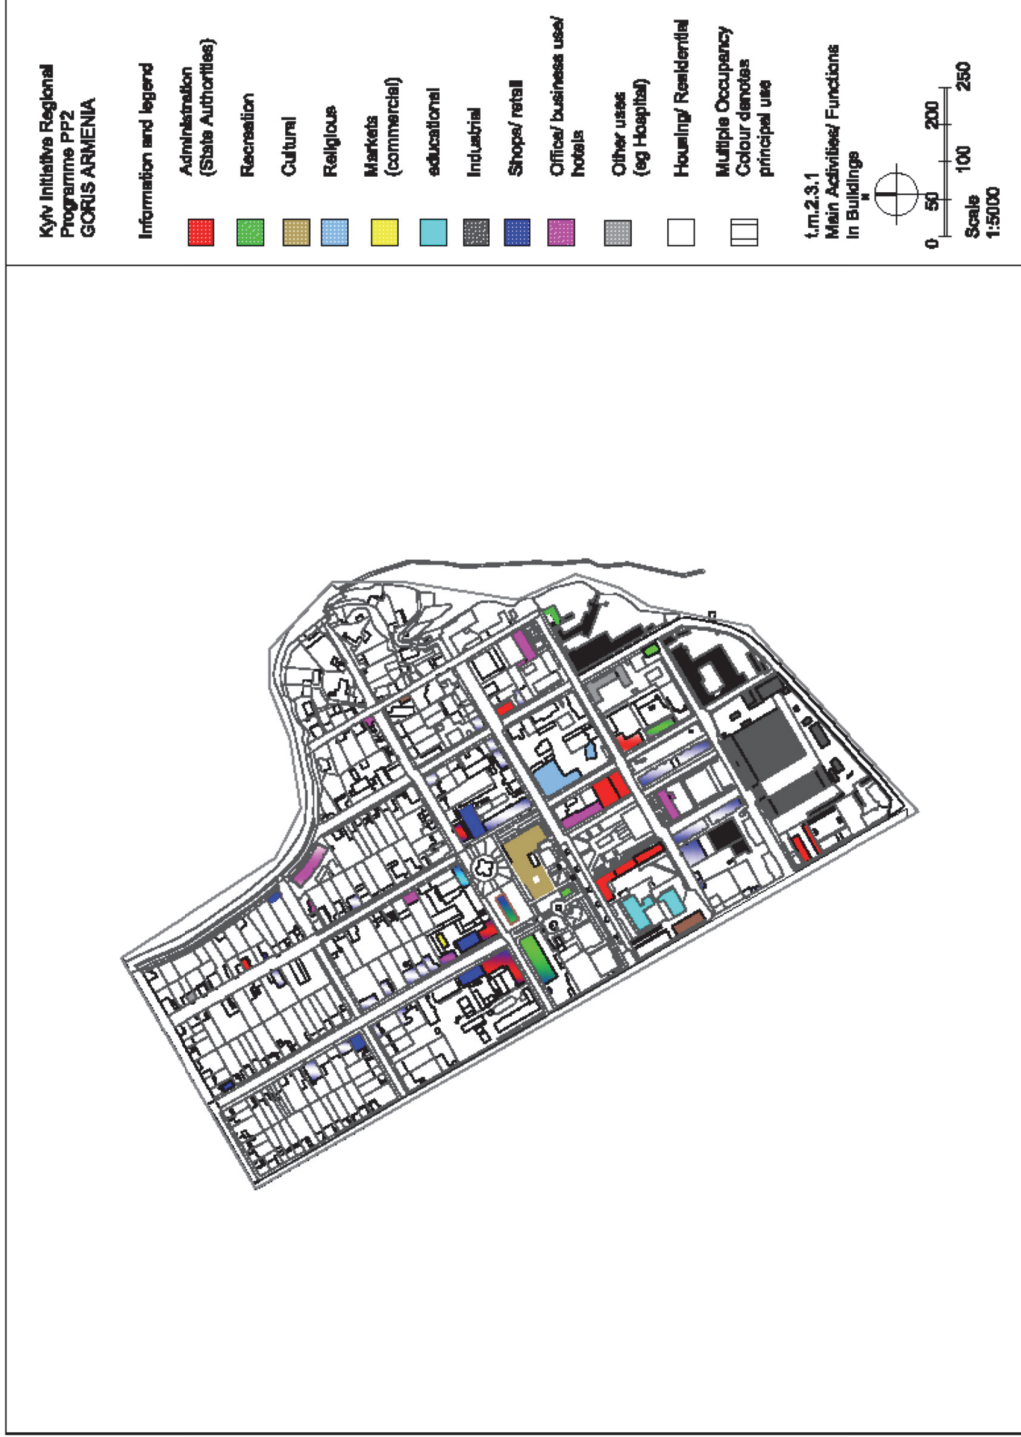 Kyiv Initiative Regional
Programme PP2
GORIS ARMENIA
Information and legend
Administration
(State Authorities)
Recreation
Cultural
Religious
Markets
(commercial)
educational
Industrial
Shops/ retail
Office/ business use/
hotels
Other uses
(eg Hospital)
Housing/ Residential
Multiple Occupancy
Colour denotes
principal use
t.m.2.3.1
Main Activities/ Functions
In Buildings
N
0 50 100 200 250
Scale
1:5000